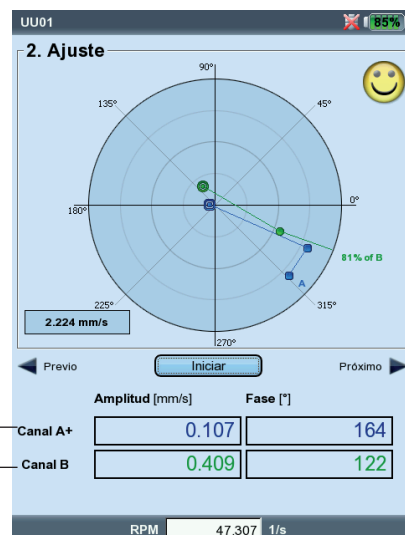 UU01 85%
2. Ajuste
90°
135° 45°
180° 0°
81% of B
A
225° 315°
2.224 mm/s
270°
Previo Iniciar Próximo
Amplitud [mm/s] Fase [°]
Canal A+ 0.107 164
Canal B 0.409 122
RPM 47.307 1/s